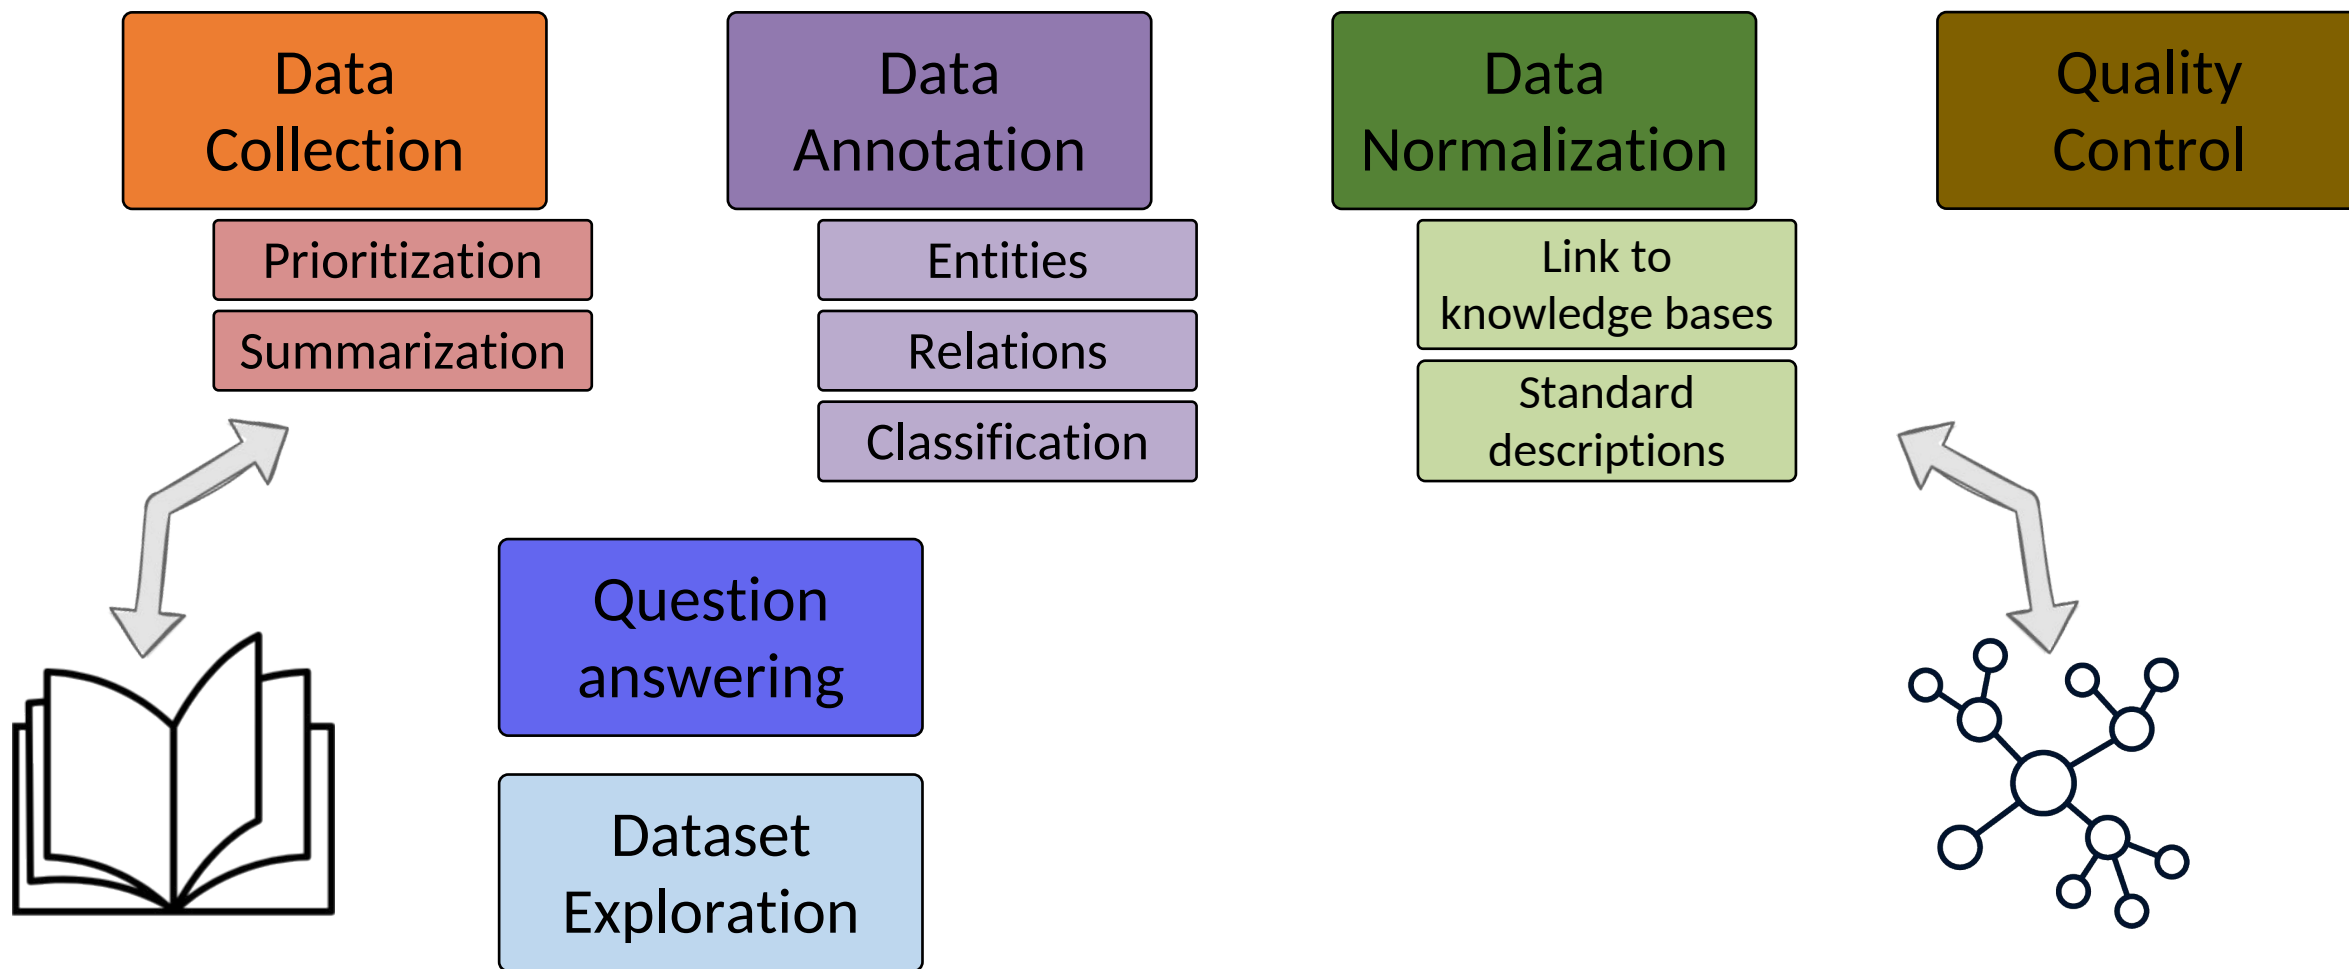 Data
Collection
Prioritization
Summarization
Data
Annotation
Entities
Relations
Classification
Data
Normalization
Link to
knowledge bases
Standard
descriptions
Quality
Control
Question
answering
Dataset
Exploration